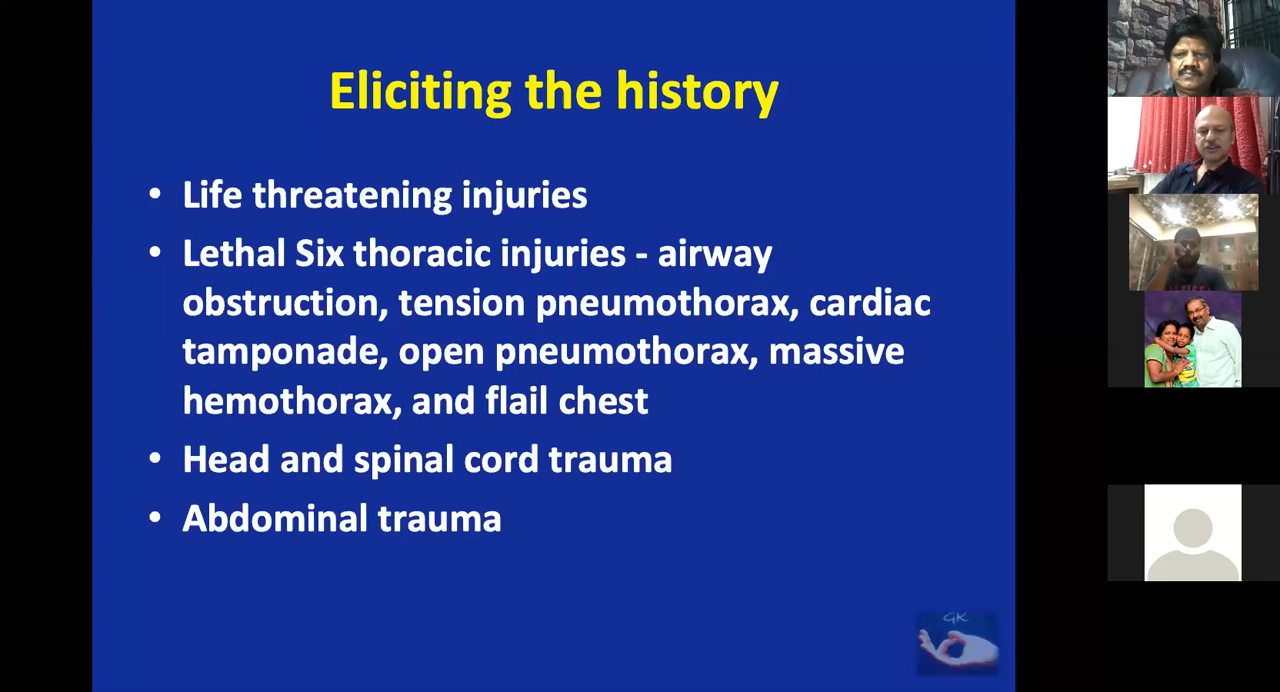 Eliciting the history
• Life threatening injuries
• Lethal Six thoracic injuries - airway
obstruction, tension pneumothorax, cardiac
tamponade, open pneumothorax, massive
hemothorax, and flail chest
• Head and spinal cord trauma
• Abdominal trauma
GK